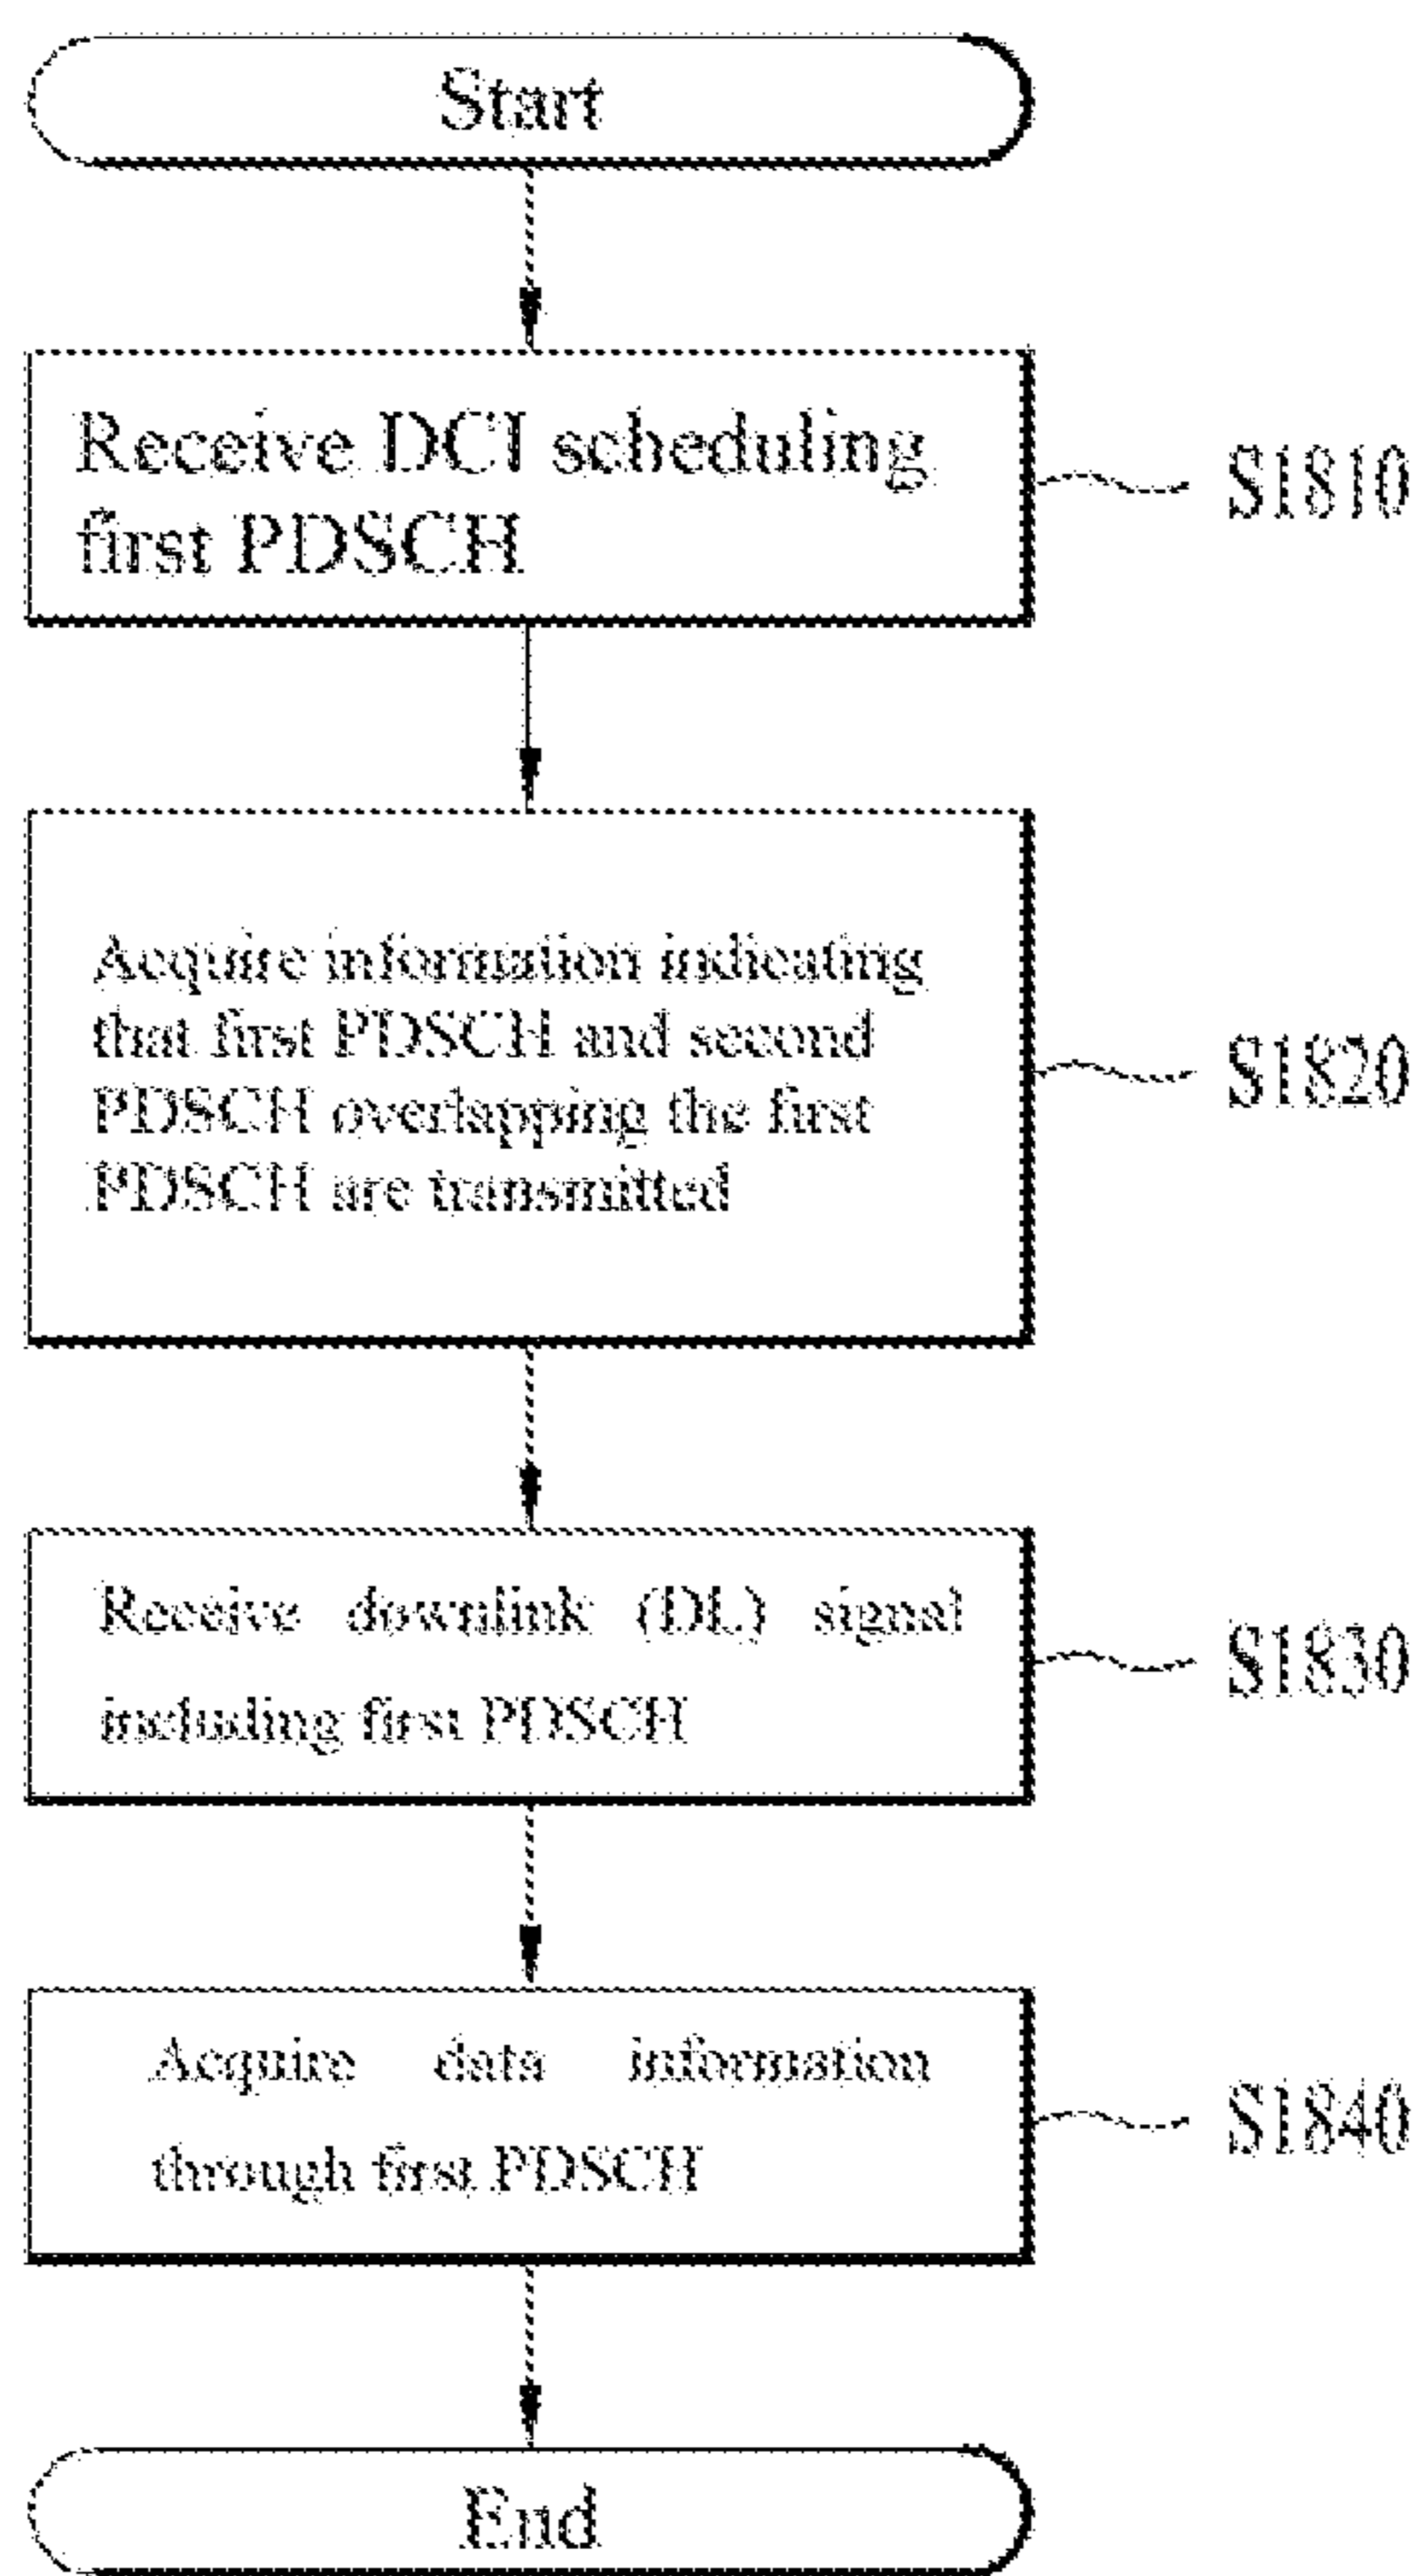 Start
Receive DCI scheduling
first PDSCH
S1810
Acquire information indicating
that first PDSCH and second
PDSCH overlapping the first
PDSCH are transmitted
S1820
Receive downlink (DL) signal
including first PDSCH
S1830
Acquire data information
through first PDSCH
S1840
End